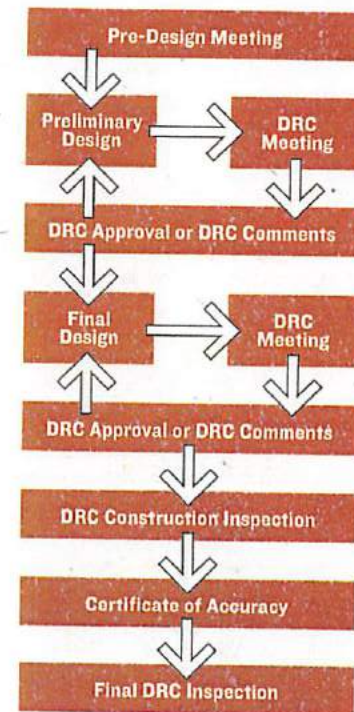 Pre-Design Meeting
Preliminary
Design
DRC
Meeting
DRC Approval or DRC Comments
Final
Design
DRC
Meeting
DRC Approval or DRC Comments
DRC Construction Inspection
Certificate of Accuracy
Final DRC Inspection